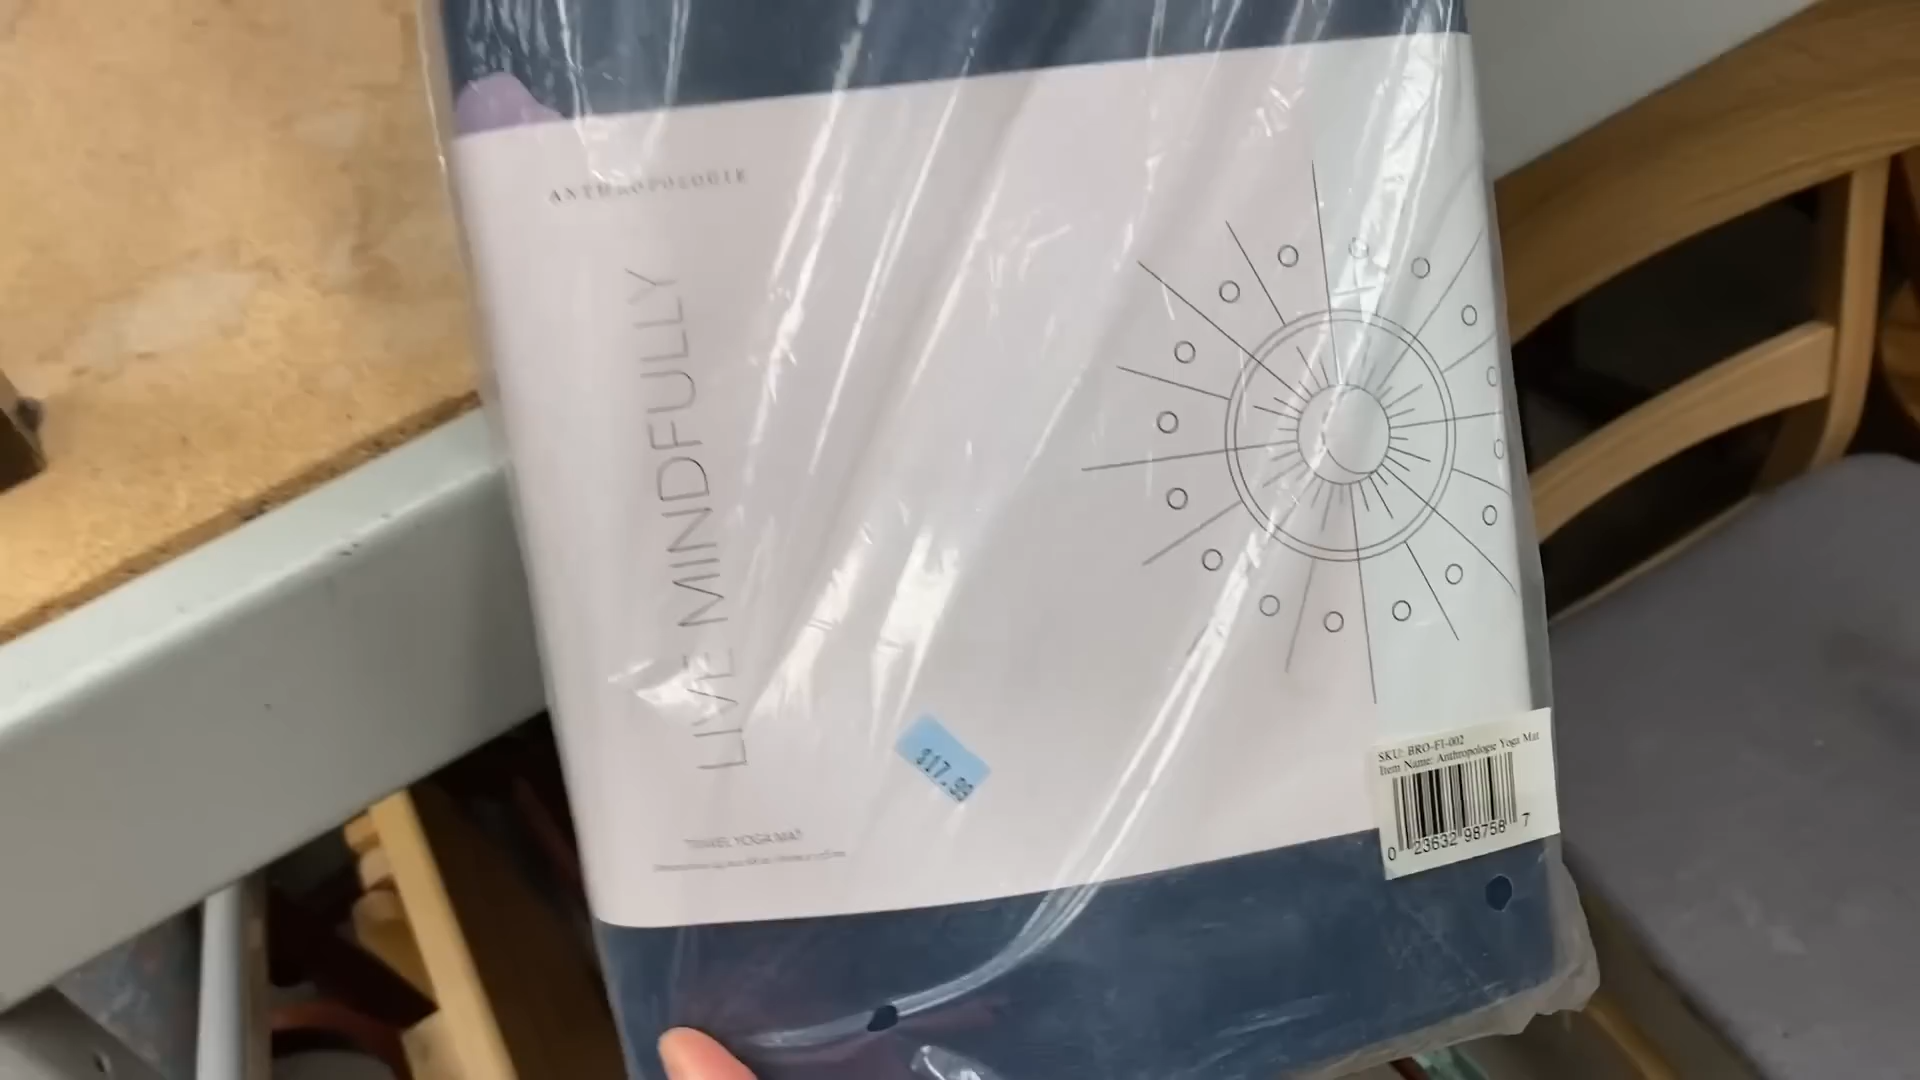 ANTHROPOLOGIE
LIVE MINDFULLY
$17.99
TRAVEL YOGA MAT
SKU: BRO-FI-002
Item Name: Anthropologie Yoga Mat
0 23632 98758 7